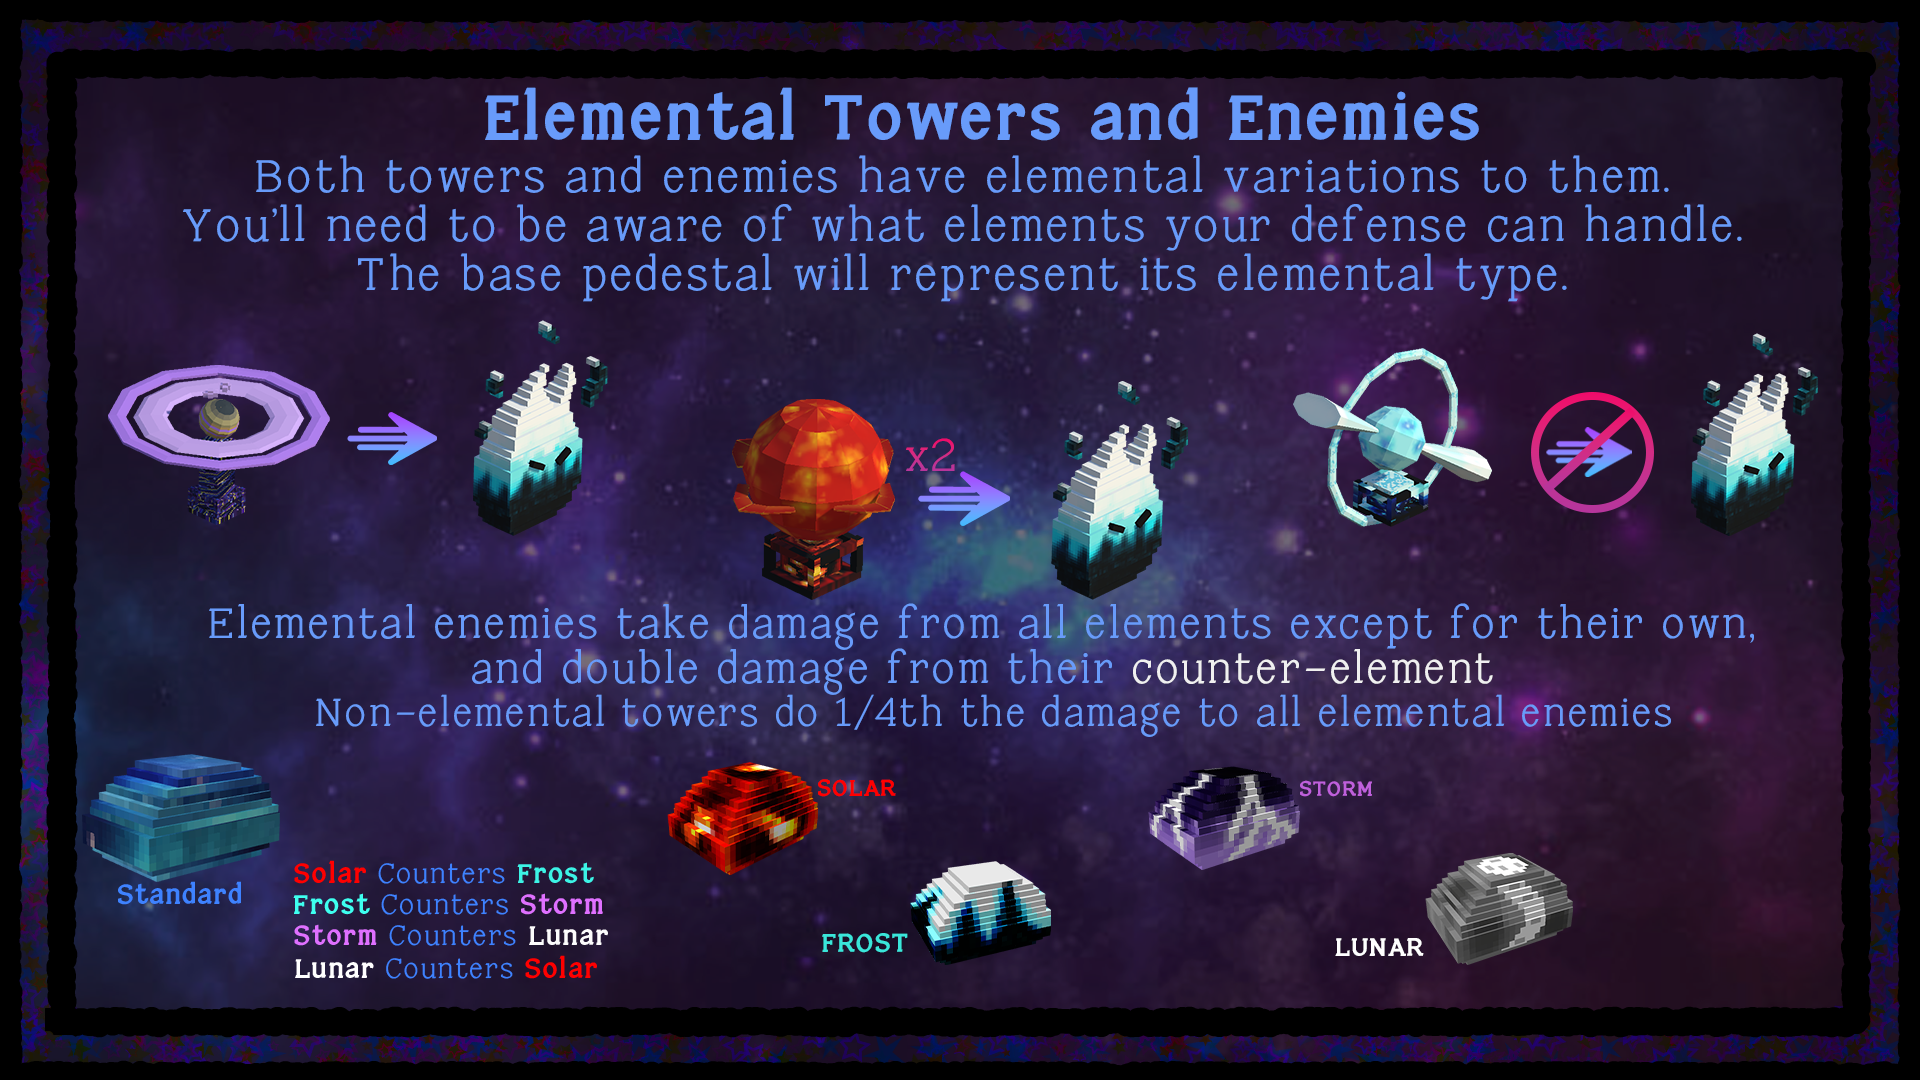 Elemental Towers and Enemies
Both towers and enemies have elemental variations to them.
You'll need to be aware of what elements your defense can handle.
The base pedestal will represent its elemental type.
x2
Elemental enemies take damage from all elements except for their own,
and double damage from their counter-element
Non-elemental towers do 1/4th the damage to all elemental enemies
Standard
Solar Counters Frost
Frost Counters Storm
Storm Counters Lunar
Lunar Counters Solar
SOLAR
FROST
STORM
LUNAR